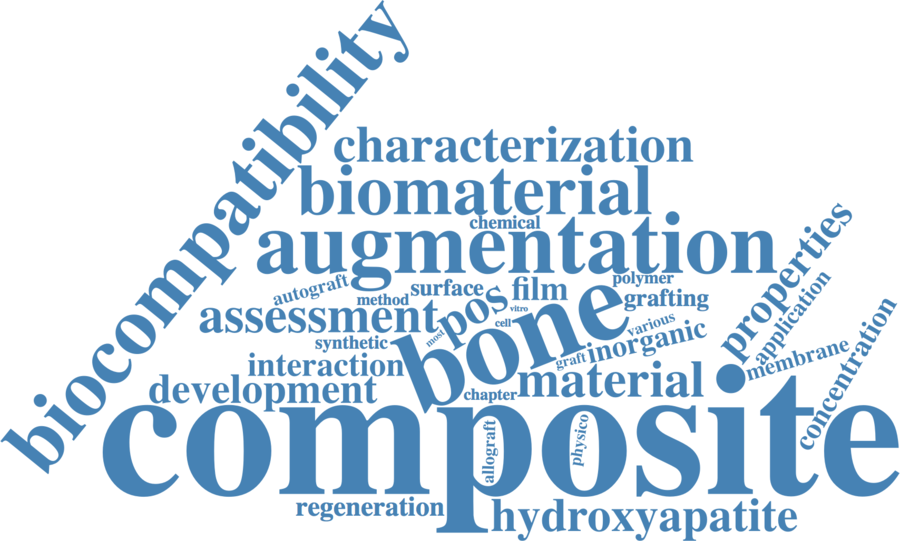 biocompatibility
characterization
biomaterial
chemical
augmentation
properties
autograft
method
surface
film
polymer
grafting
application
assessment
pos
vitro
cell
various
synthetic
most
bone
inorganic
graft
membrane
concentration
interaction
development
chapter
material
composite
allograft
physico
regeneration
hydroxyapatite